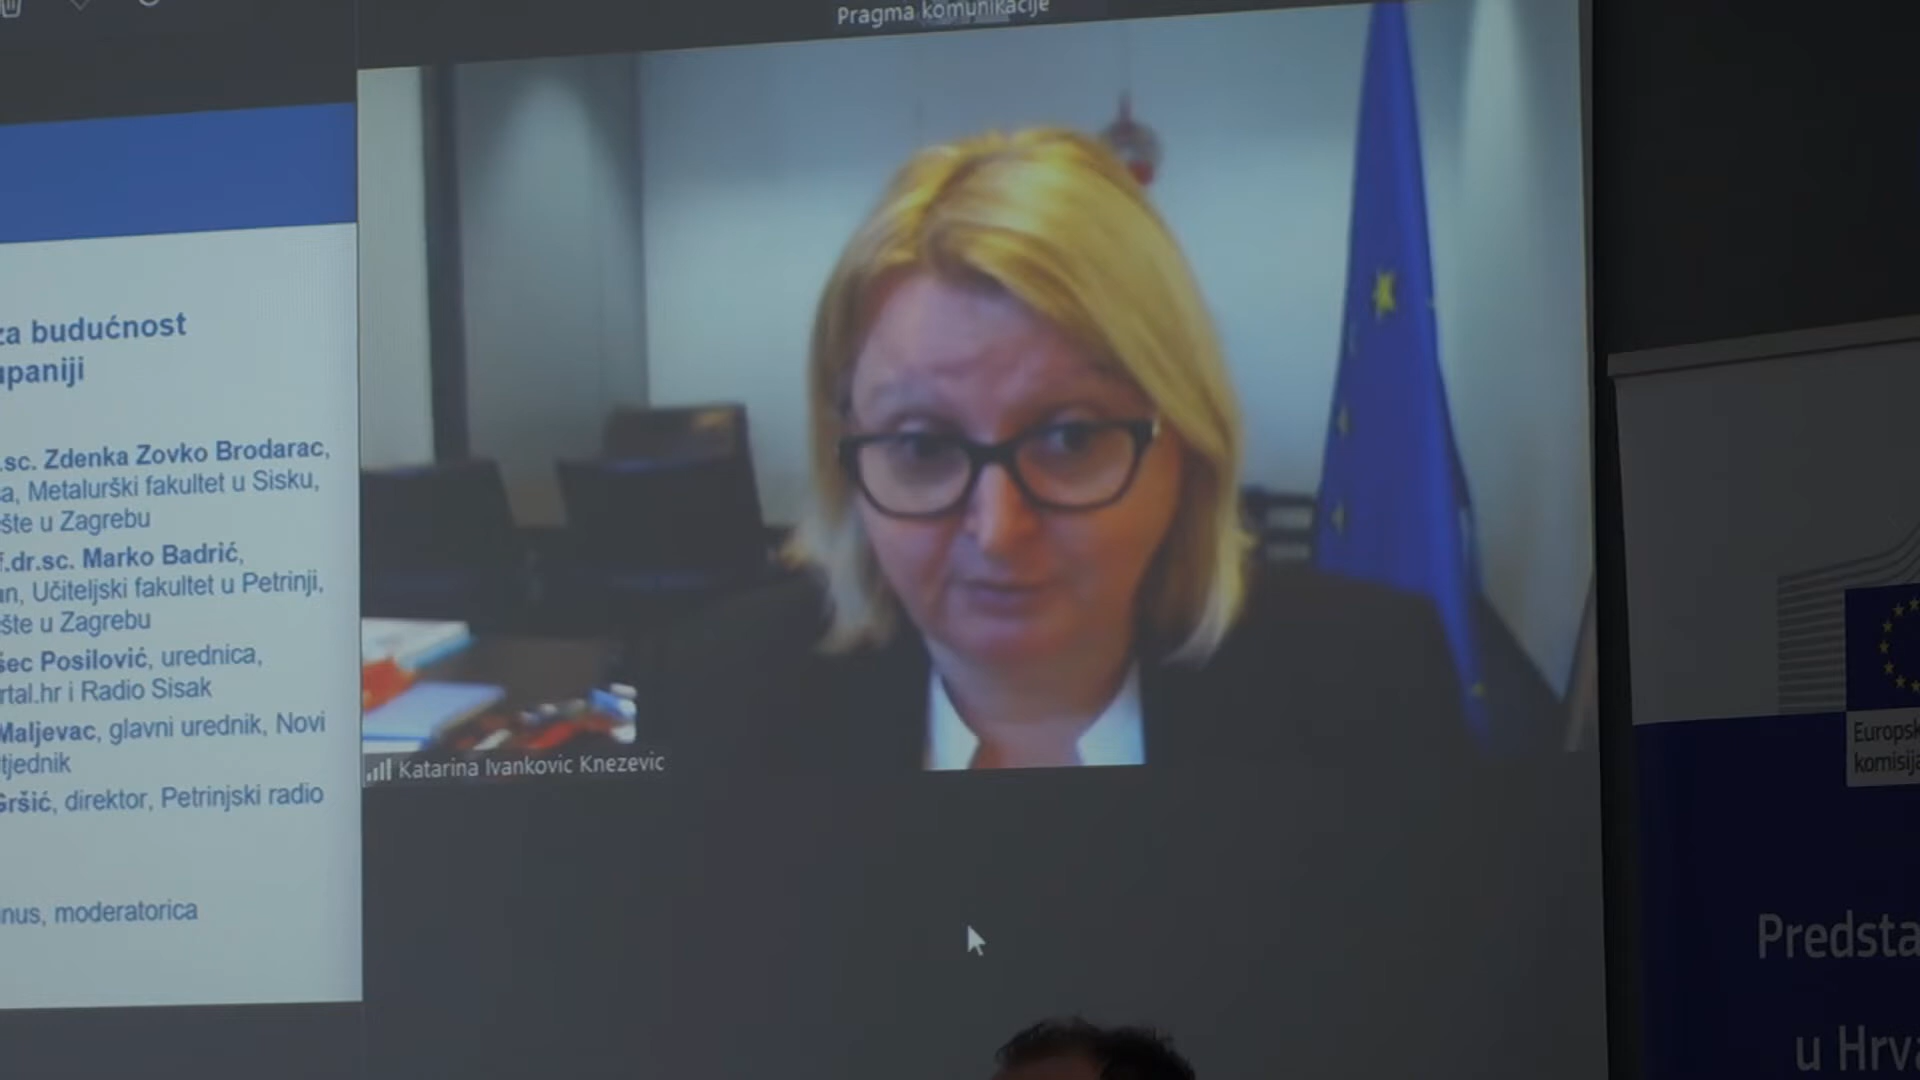 Pragma komunikacije
za budućnost
upaniji
.sc. Zdenka Zovko Brodarac,
sa, Metalurški fakultet u Sisku,
šte u Zagrebu
f.dr.sc. Marko Badrić,
an, Učiteljski fakultet u Petrinji,
šte u Zagrebu
šec Posilović, urednica,
rtal.hr i Radio Sisak
Maljevac, glavni urednik, Novi
tjednik
Gršić, direktor, Petrinjski radio
nus, moderatorica
Katarina Ivankovic Knezevic
Europsk
komisija
Predsta
u Hrva